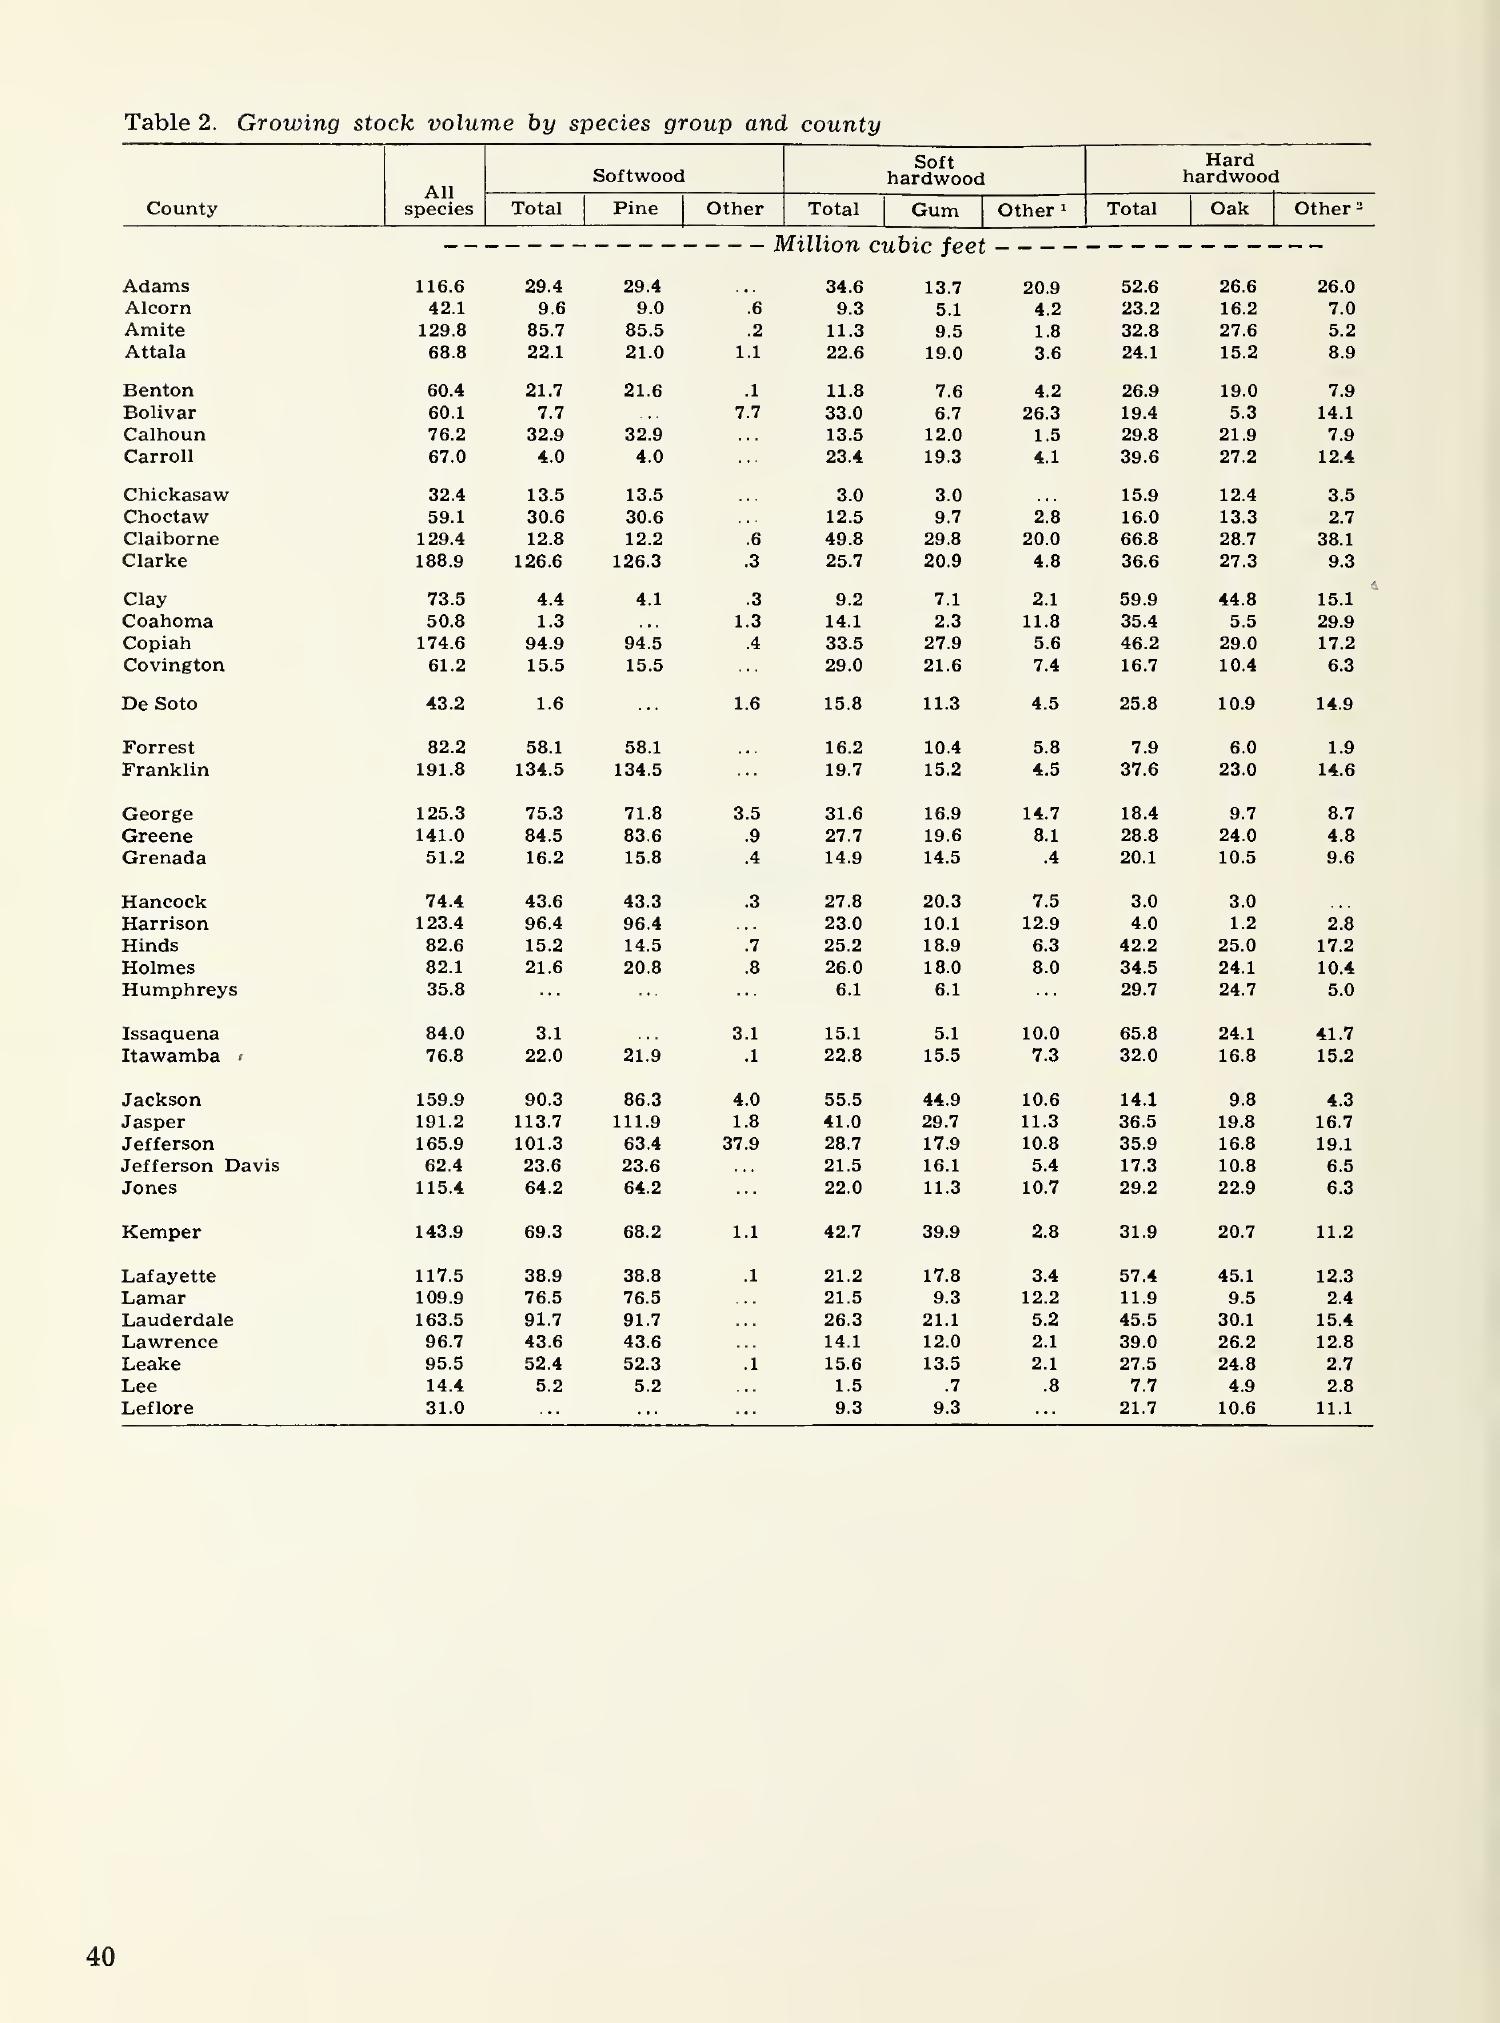 Table 2. Growing stock volume by species group and county
County All species Softwood Soft hardwood Hard hardwood
Total Pine Other Total Gum Other ¹ Total Oak Other ²
Million cubic feet
Adams 116.6 29.4 29.4 ... 34.6 13.7 20.9 52.6 26.6 26.0
Alcorn 42.1 9.6 9.0 .6 9.3 5.1 4.2 23.2 16.2 7.0
Amite 129.8 85.7 85.5 .2 11.3 9.5 1.8 32.8 27.6 5.2
Attala 68.8 22.1 21.0 1.1 22.6 19.0 3.6 24.1 15.2 8.9
Benton 60.4 21.7 21.6 .1 11.8 7.6 4.2 26.9 19.0 7.9
Bolivar 60.1 7.7 ... 7.7 33.0 6.7 26.3 19.4 5.3 14.1
Calhoun 76.2 32.9 32.9 ... 13.5 12.0 1.5 29.8 21.9 7.9
Carroll 67.0 4.0 4.0 ... 23.4 19.3 4.1 39.6 27.2 12.4
Chickasaw 32.4 13.5 13.5 ... 3.0 3.0 ... 15.9 12.4 3.5
Choctaw 59.1 30.6 30.6 ... 12.5 9.7 2.8 16.0 13.3 2.7
Claiborne 129.4 12.8 12.2 .6 49.8 29.8 20.0 66.8 28.7 38.1
Clarke 188.9 126.6 126.3 .3 25.7 20.9 4.8 36.6 27.3 9.3
Clay 73.5 4.4 4.1 .3 9.2 7.1 2.1 59.9 44.8 15.1
Coahoma 50.8 1.3 ... 1.3 14.1 2.3 11.8 35.4 5.5 29.9
Copiah 174.6 94.9 94.5 .4 33.5 27.9 5.6 46.2 29.0 17.2
Covington 61.2 15.5 15.5 ... 29.0 21.6 7.4 16.7 10.4 6.3
De Soto 43.2 1.6 ... 1.6 15.8 11.3 4.5 25.8 10.9 14.9
Forrest 82.2 58.1 58.1 ... 16.2 10.4 5.8 7.9 6.0 1.9
Franklin 191.8 134.5 134.5 ... 19.7 15.2 4.5 37.6 23.0 14.6
George 125.3 75.3 71.8 3.5 31.6 16.9 14.7 18.4 9.7 8.7
Greene 141.0 84.5 83.6 .9 27.7 19.6 8.1 28.8 24.0 4.8
Grenada 51.2 16.2 15.8 .4 14.9 14.5 .4 20.1 10.5 9.6
Hancock 74.4 43.6 43.3 .3 27.8 20.3 7.5 3.0 3.0 ...
Harrison 123.4 96.4 96.4 ... 23.0 10.1 12.9 4.0 1.2 2.8
Hinds 82.6 15.2 14.5 .7 25.2 18.9 6.3 42.2 25.0 17.2
Holmes 82.1 21.6 20.8 .8 26.0 18.0 8.0 34.5 24.1 10.4
Humphreys 35.8 ... ... ... 6.1 6.1 ... 29.7 24.7 5.0
Issaquena 84.0 3.1 ... 3.1 15.1 5.1 10.0 65.8 24.1 41.7
Itawamba 76.8 22.0 21.9 .1 22.8 15.5 7.3 32.0 16.8 15.2
Jackson 159.9 90.3 86.3 4.0 55.5 44.9 10.6 14.1 9.8 4.3
Jasper 191.2 113.7 111.9 1.8 41.0 29.7 11.3 36.5 19.8 16.7
Jefferson 165.9 101.3 63.4 37.9 28.7 17.9 10.8 35.9 16.8 19.1
Jefferson Davis 62.4 23.6 23.6 ... 21.5 16.1 5.4 17.3 10.8 6.5
Jones 115.4 64.2 64.2 ... 22.0 11.3 10.7 29.2 22.9 6.3
Kemper 143.9 69.3 68.2 1.1 42.7 39.9 2.8 31.9 20.7 11.2
Lafayette 117.5 38.9 38.8 .1 21.2 17.8 3.4 57.4 45.1 12.3
Lamar 109.9 76.5 76.5 ... 21.5 9.3 12.2 11.9 9.5 2.4
Lauderdale 163.5 91.7 91.7 ... 26.3 21.1 5.2 45.5 30.1 15.4
Lawrence 96.7 43.6 43.6 ... 14.1 12.0 2.1 39.0 26.2 12.8
Leake 95.5 52.4 52.3 .1 15.6 13.5 2.1 27.5 24.8 2.7
Lee 14.4 5.2 5.2 ... 1.5 .7 .8 7.7 4.9 2.8
Leflore 31.0 ... ... ... 9.3 9.3 ... 21.7 10.6 11.1
40